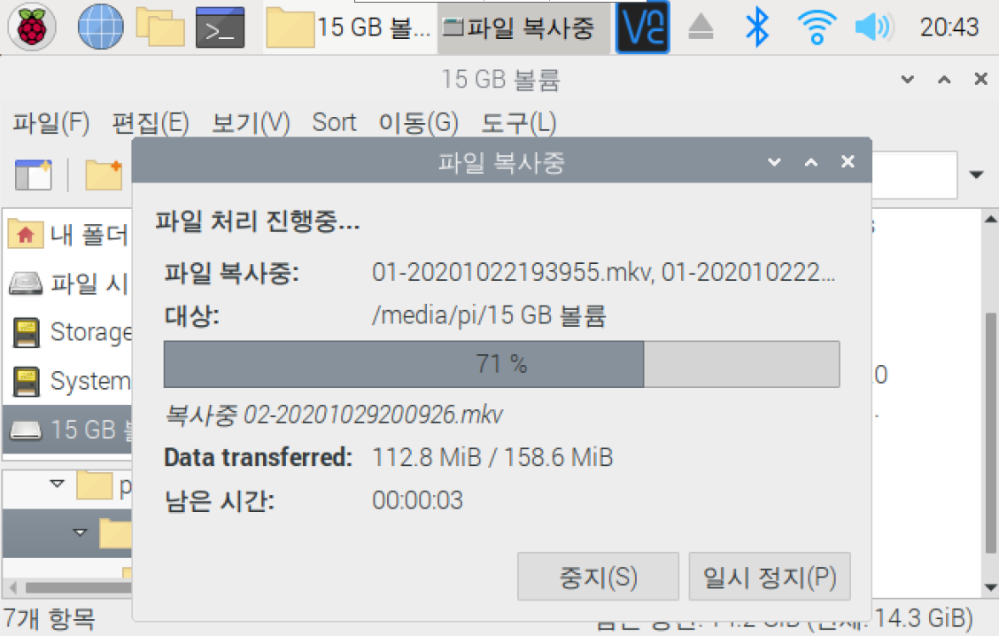 15 GB 볼... 파일 복사중 20:43
15 GB 볼륨
파일(F) 편집(E) 보기(V) Sort 이동(G) 도구(L)
파일 복사중
파일 처리 진행중...
파일 복사중: 01-20201022193955.mkv, 01-202010222...
대상: /media/pi/15 GB 볼륨
71 %
복사중 02-20201029200926.mkv
Data transferred: 112.8 MiB / 158.6 MiB
남은 시간: 00:00:03
중지(S) 일시 정지(P)
내 폴더
파일 시
Storage
System
15 GB
p
7개 항목
14.3 GiB)